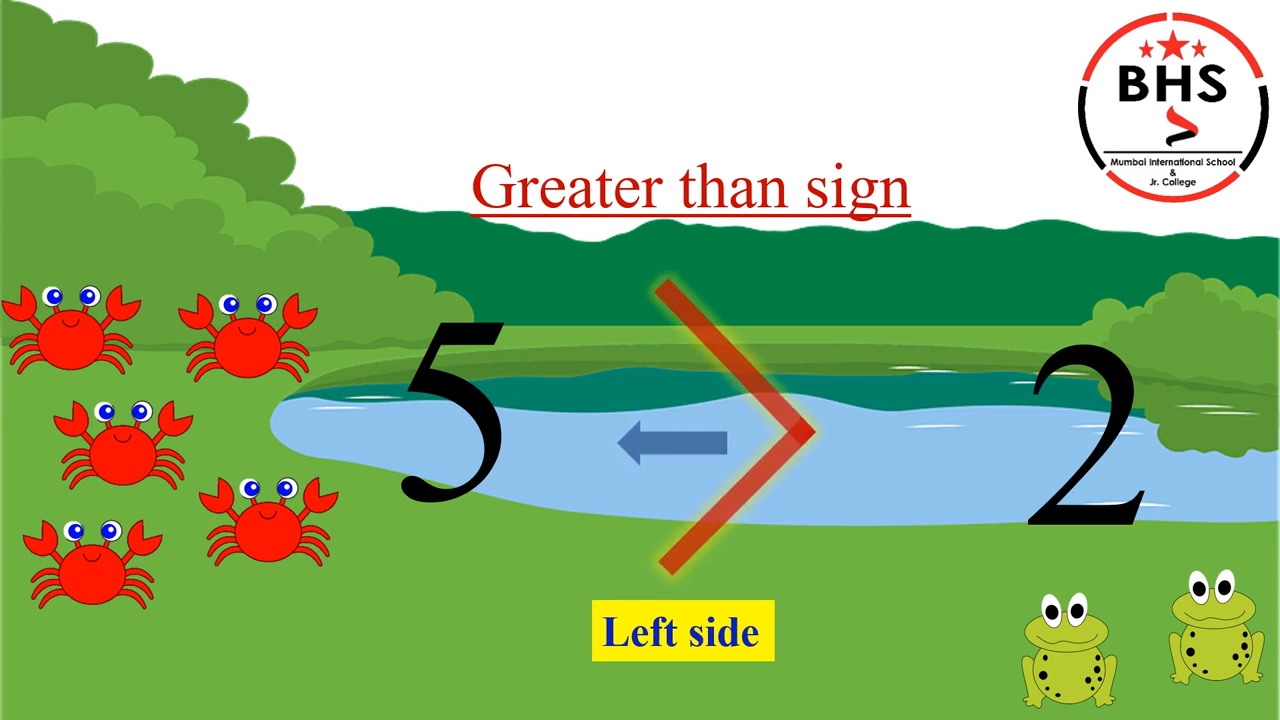 BHS
Mumbai International School
&
Jr. College
Greater than sign
5 > 2
Left side